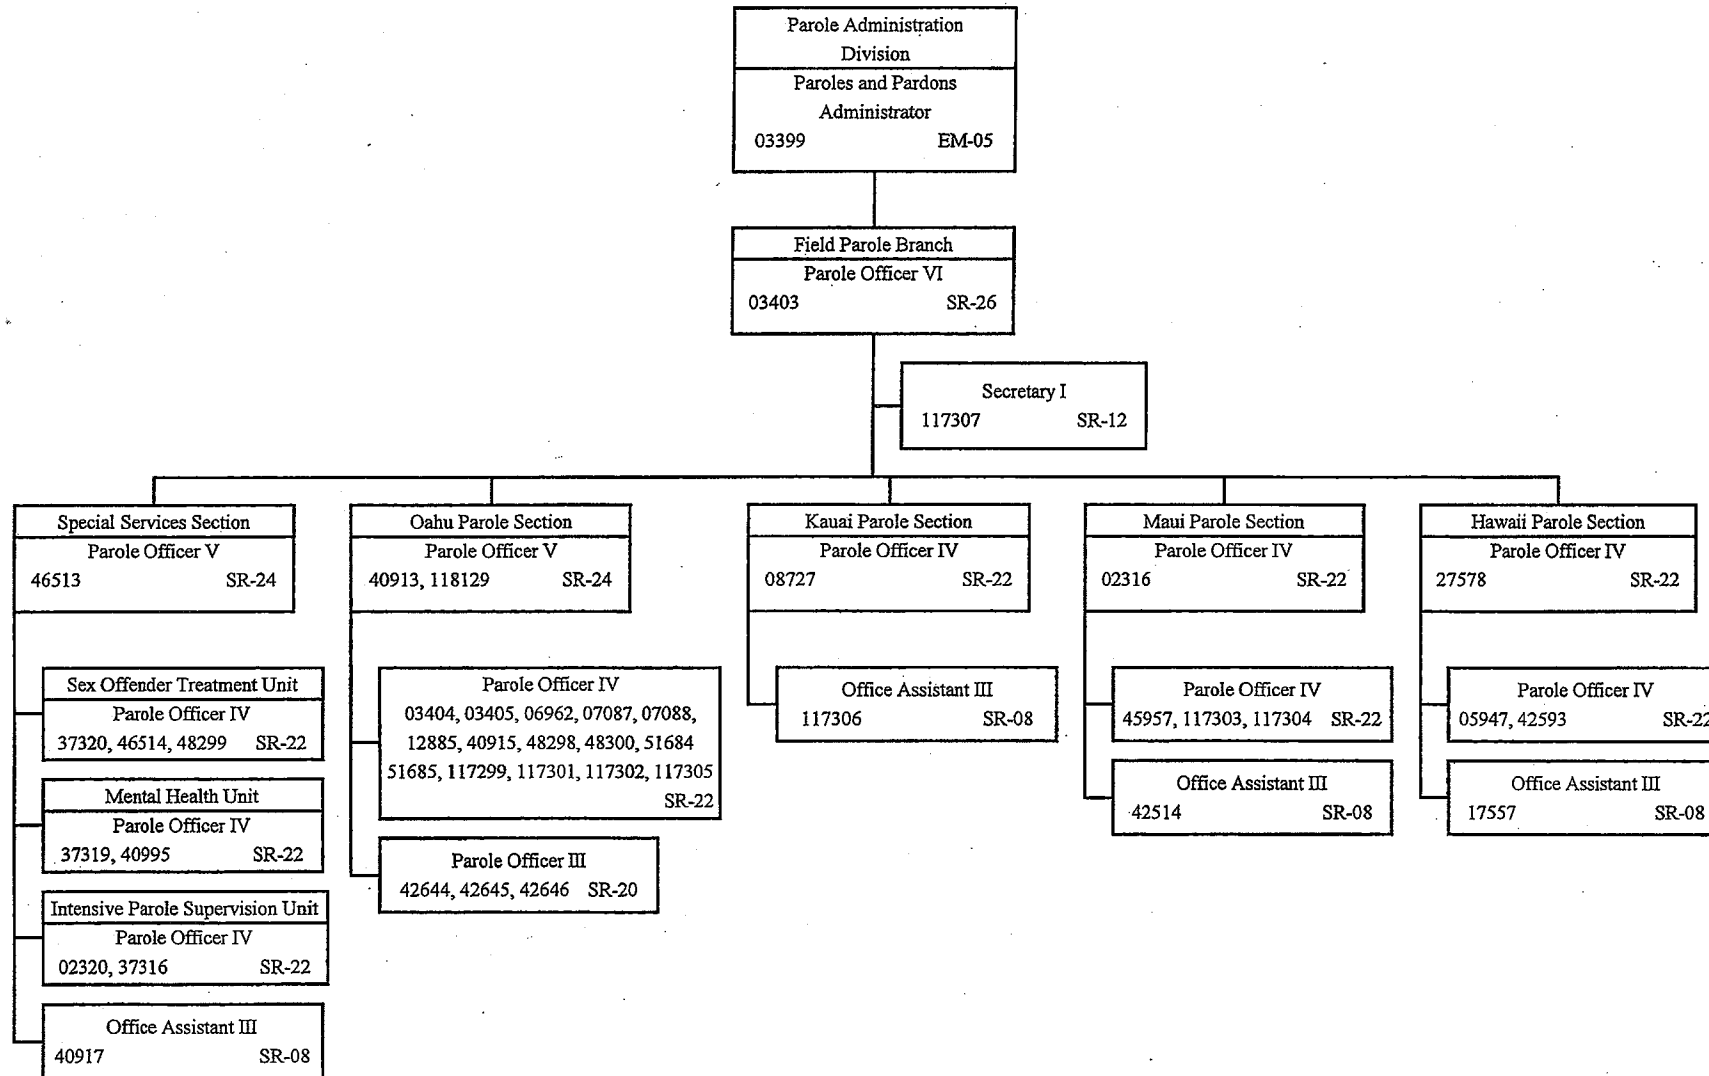 Parole Administration
Division
Paroles and Pardons
Administrator
03399 EM-05
Field Parole Branch
Parole Officer VI
03403 SR-26
Secretary I
117307 SR-12
Special Services Section
Parole Officer V
46513 SR-24
Sex Offender Treatment Unit
Parole Officer IV
37320, 46514, 48299 SR-22
Mental Health Unit
Parole Officer IV
37319, 40995 SR-22
Intensive Parole Supervision Unit
Parole Officer IV
02320, 37316 SR-22
Office Assistant III
40917 SR-08
Oahu Parole Section
Parole Officer V
40913, 118129 SR-24
Parole Officer IV
03404, 03405, 06962, 07087, 07088,
12885, 40915, 48298, 48300, 51684
51685, 117299, 117301, 117302, 117305
SR-22
Parole Officer III
42644, 42645, 42646 SR-20
Kauai Parole Section
Parole Officer IV
08727 SR-22
Office Assistant III
117306 SR-08
Maui Parole Section
Parole Officer IV
02316 SR-22
Parole Officer IV
45957, 117303, 117304 SR-22
Office Assistant III
42514 SR-08
Hawaii Parole Section
Parole Officer IV
27578 SR-22
Parole Officer IV
05947, 42593 SR-22
Office Assistant III
17557 SR-08